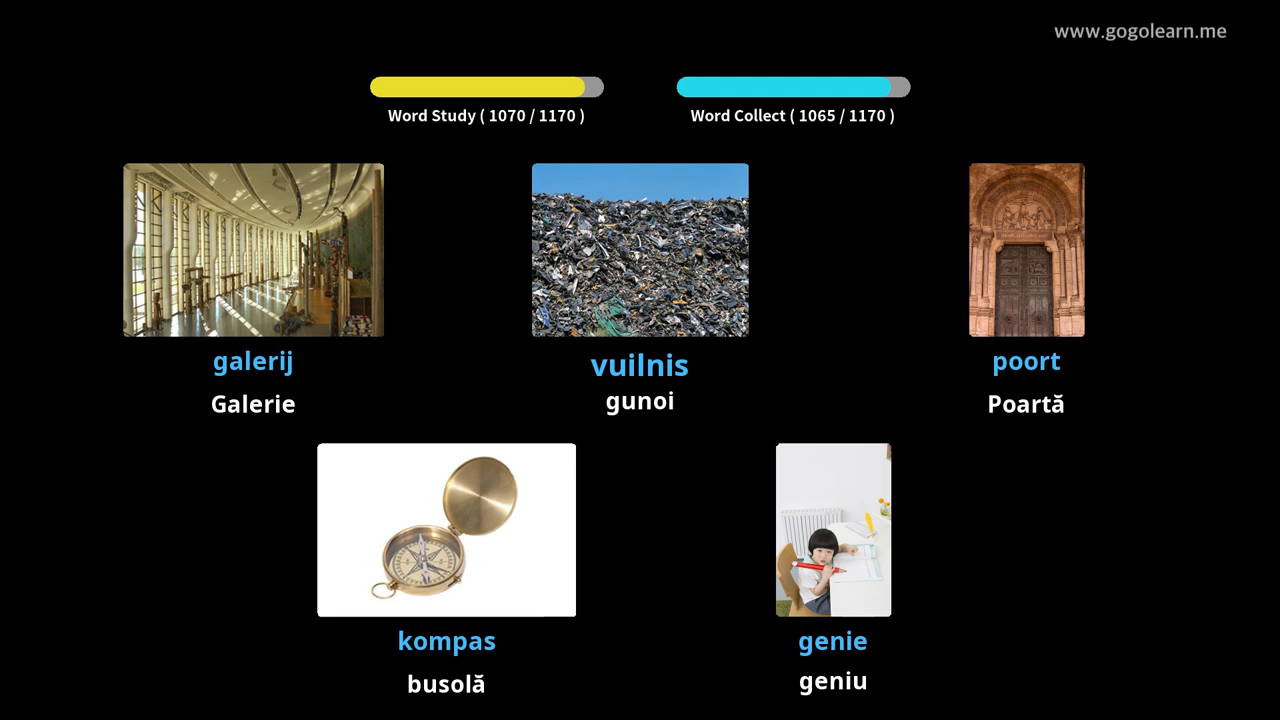 www.gogolearn.me
Word Study ( 1070 / 1170 )
Word Collect ( 1065 / 1170 )
galerij
Galerie
vuilnis
gunoi
poort
Poartă
kompas
busolă
genie
geniu